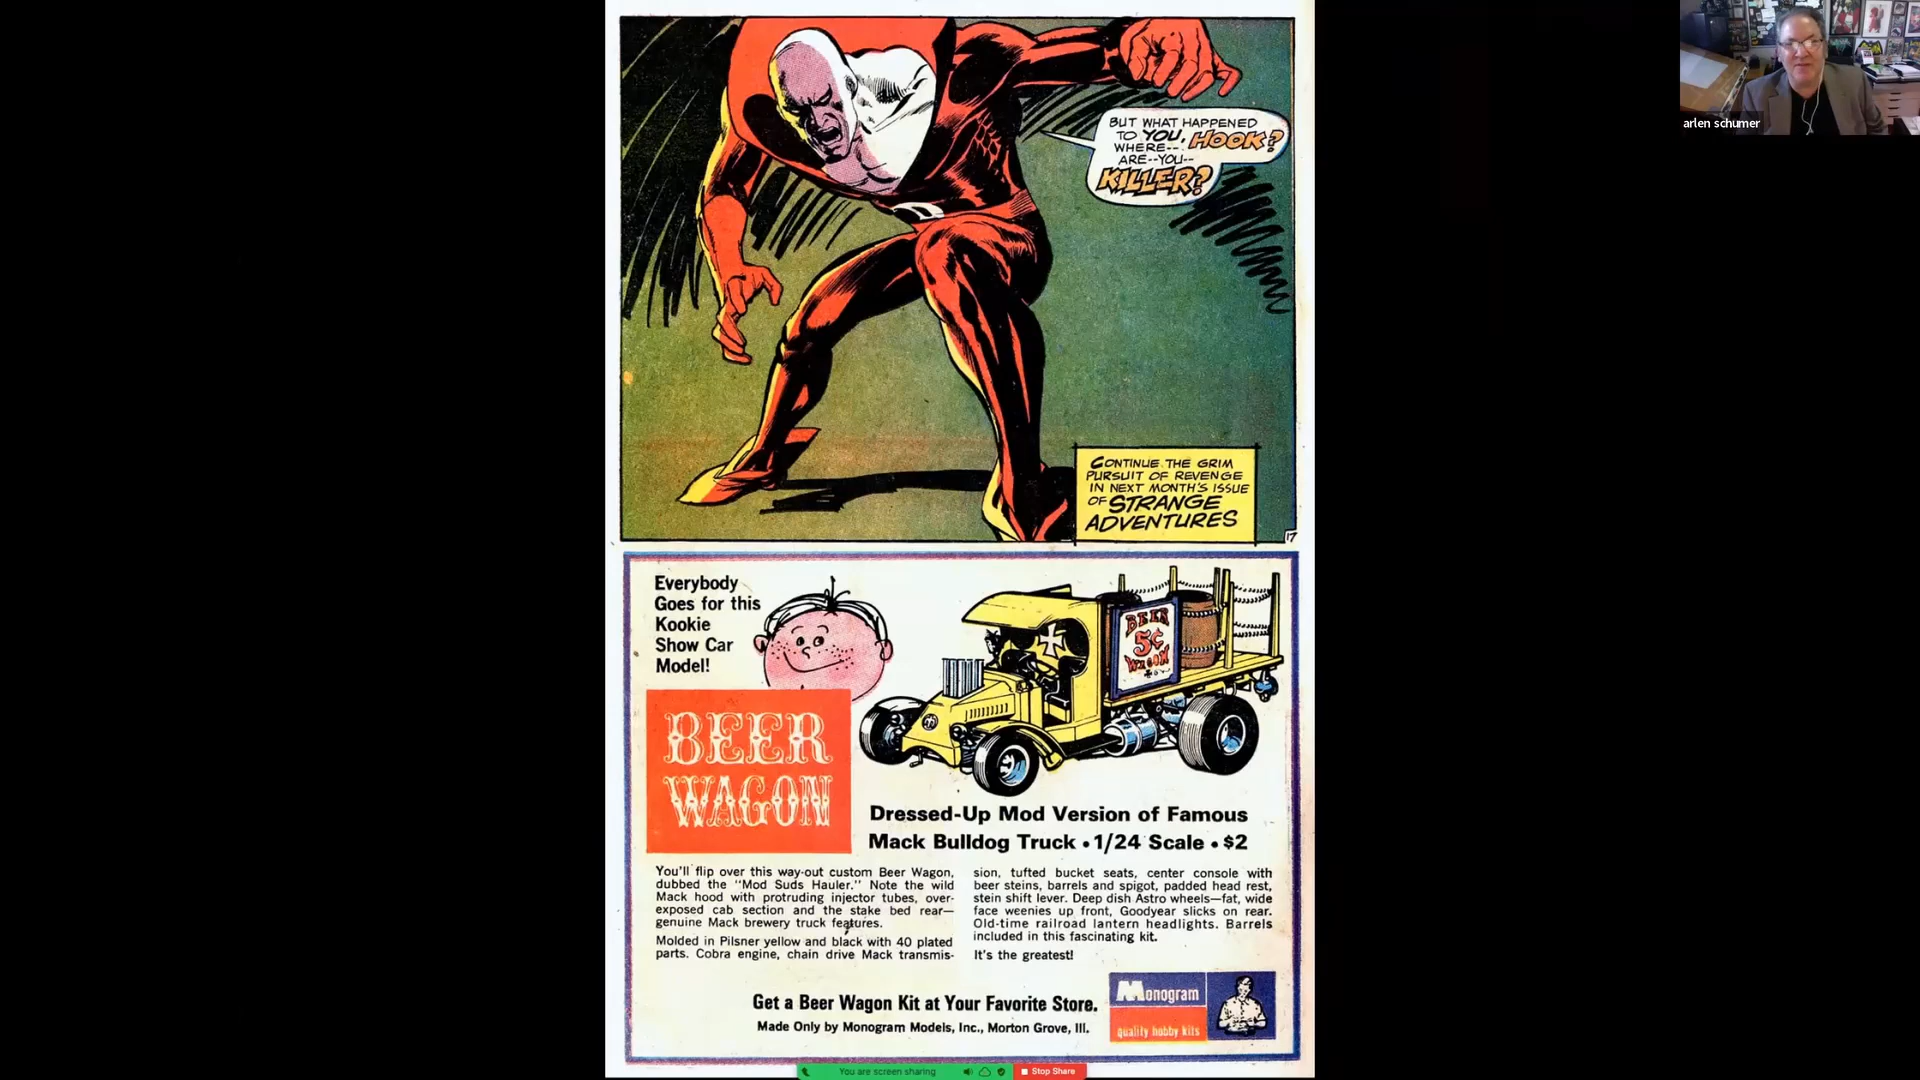 arlen schumer
BUT WHAT HAPPENED
TO YOU, HOOK?
WHERE--
ARE--YOU--
KILLER?
CONTINUE THE GRIM
PURSUIT OF REVENGE
IN NEXT MONTH'S ISSUE
OF STRANGE
ADVENTURES
17
Everybody
Goes for this
Kookie
Show Car
Model!
BEER
5¢
WAGON
BEER
WAGON
Dressed-Up Mod Version of Famous
Mack Bulldog Truck • 1/24 Scale • $2
You'll flip over this way-out custom Beer Wagon,
dubbed the "Mod Suds Hauler." Note the wild
Mack hood with protruding injector tubes, over-
exposed cab section and the stake bed rear—
genuine Mack brewery truck features.
Molded in Pilsner yellow and black with 40 plated
parts. Cobra engine, chain drive Mack transmis-
sion, tufted bucket seats, center console with
beer steins, barrels and spigot, padded head rest,
stein shift lever. Deep dish Astro wheels—fat, wide
face weenies up front, Goodyear slicks on rear.
Old-time railroad lantern headlights. Barrels
included in this fascinating kit.
It's the greatest!
Get a Beer Wagon Kit at Your Favorite Store.
Made Only by Monogram Models, Inc., Morton Grove, Ill.
Monogram
quality hobby kits
You are screen sharing
Stop Share